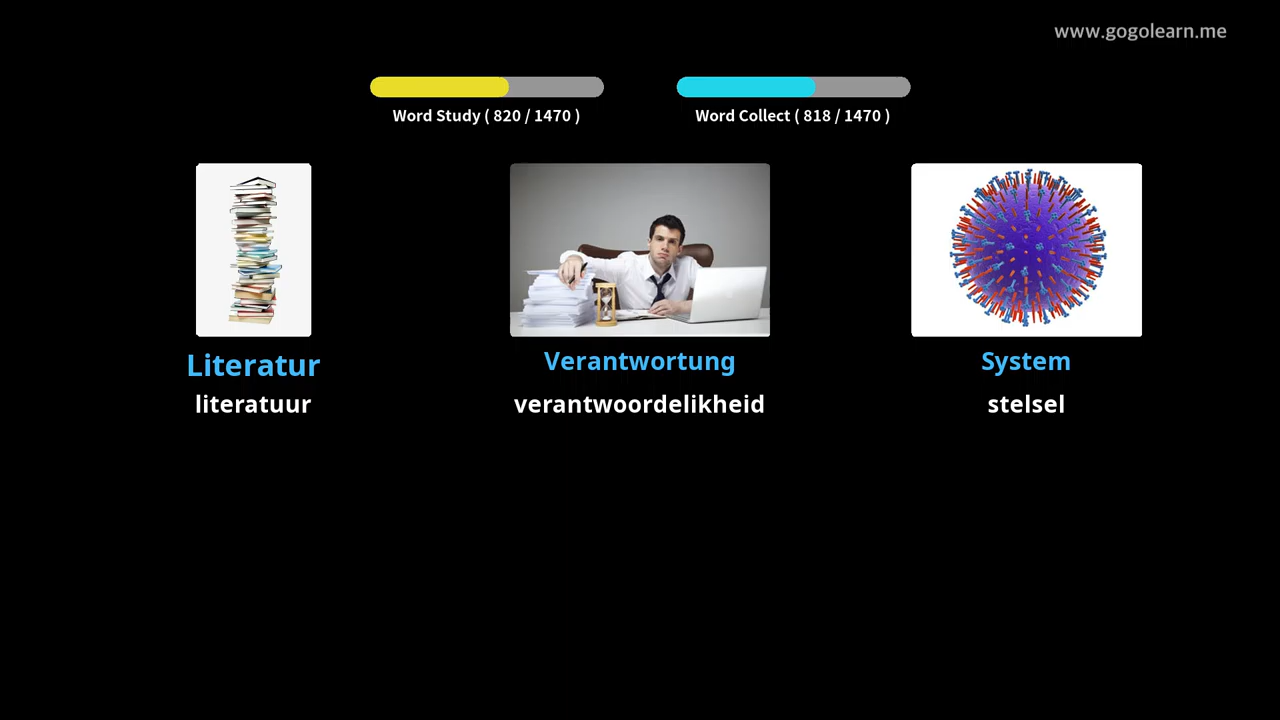 www.gogolearn.me
Word Study ( 820 / 1470 )
Word Collect ( 818 / 1470 )
Literatur
literatuur
Verantwortung
verantwoordelikheid
System
stelsel